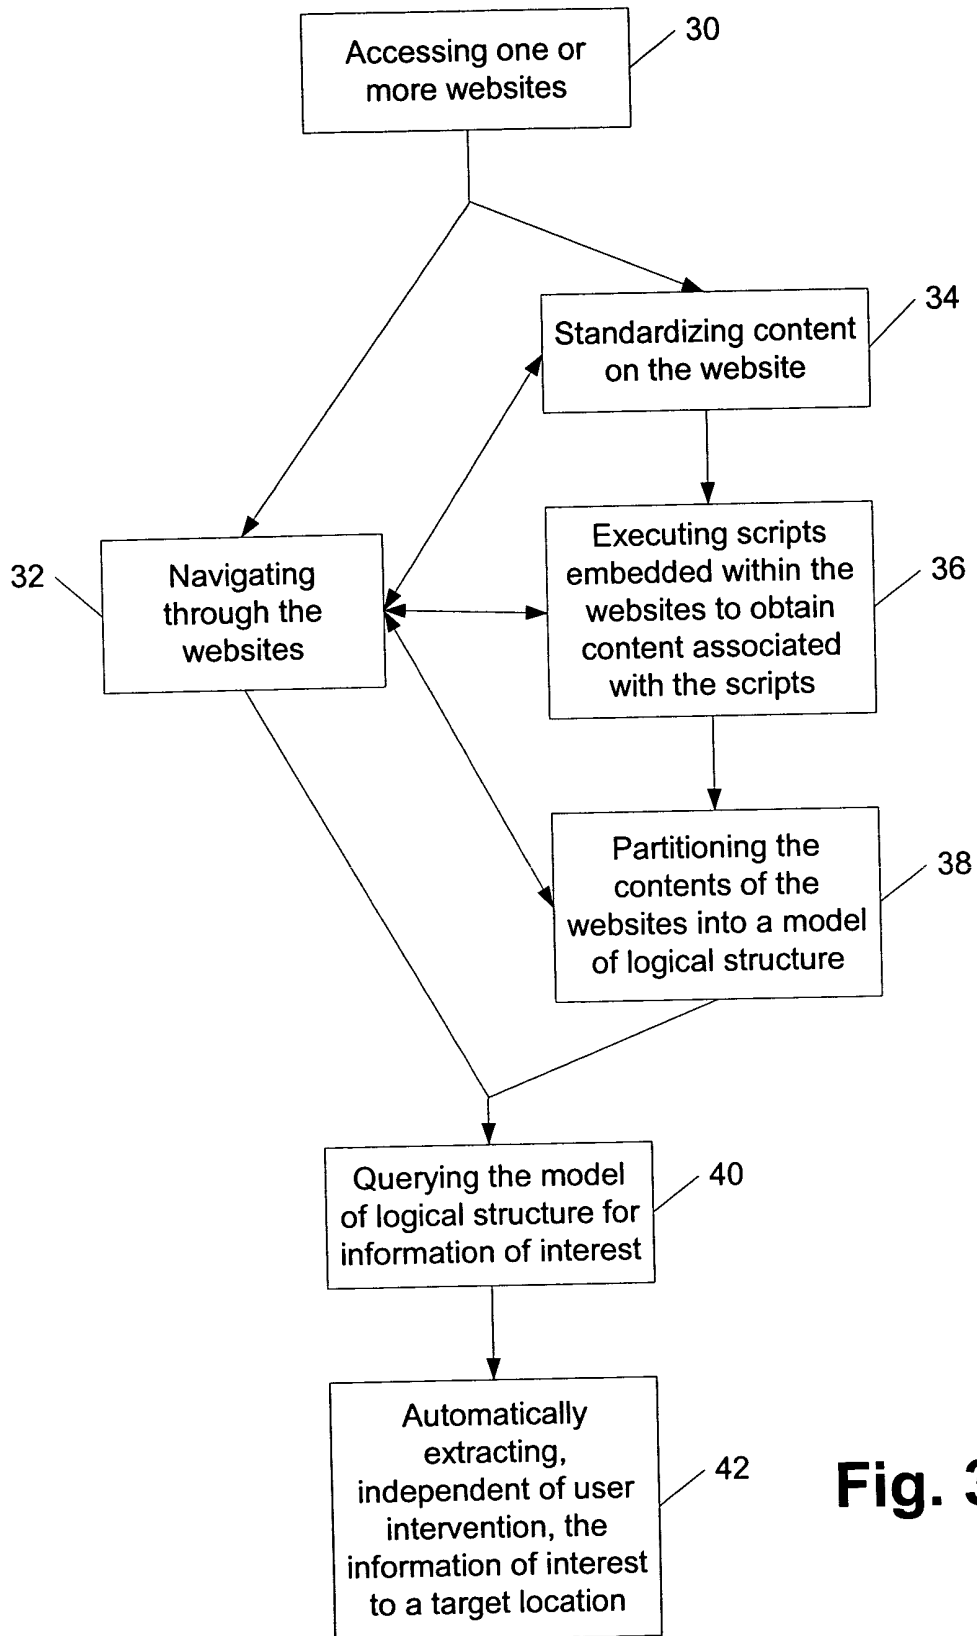 Accessing one or
more websites
30
Standardizing content
on the website
34
Navigating
through the
websites
32
Executing scripts
embedded within the
websites to obtain
content associated
with the scripts
36
Partitioning the
contents of the
websites into a model
of logical structure
38
Querying the model
of logical structure for
information of interest
40
Automatically
extracting,
independent of user
intervention, the
information of interest
to a target location
42
Fig. 3